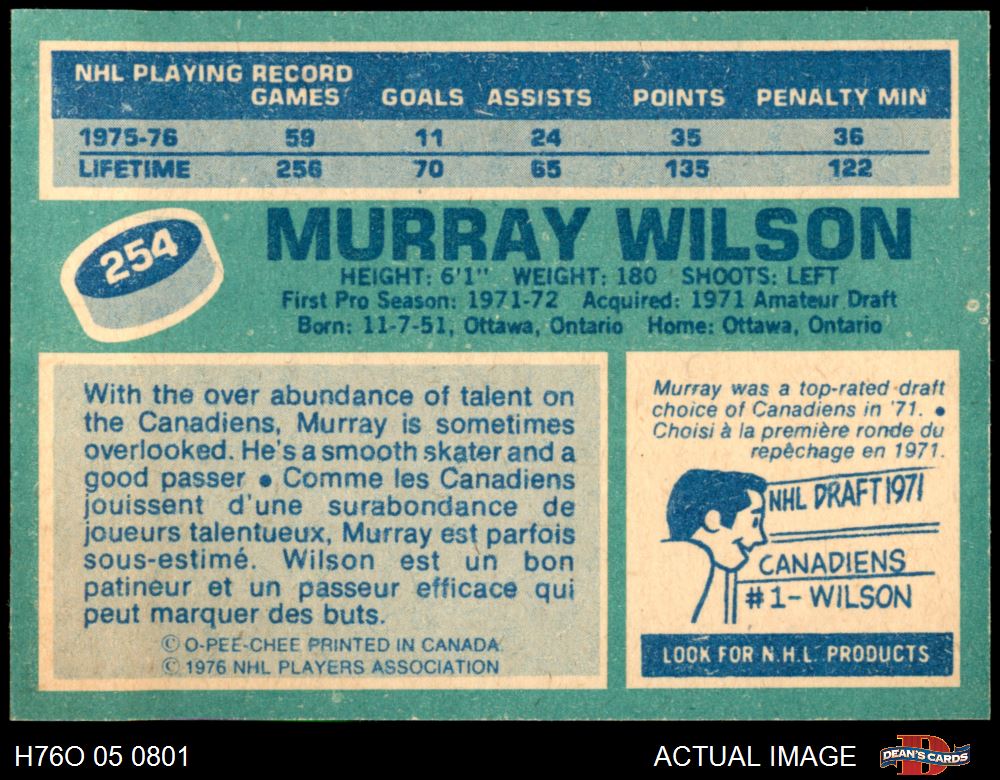 NHL PLAYING RECORD
GAMES GOALS ASSISTS POINTS PENALTY MIN
1975-76 59 11 24 35 36
LIFETIME 256 70 65 135 122
254
MURRAY WILSON
HEIGHT: 6'1" WEIGHT: 180 SHOOTS: LEFT
First Pro Season: 1971-72 Acquired: 1971 Amateur Draft
Born: 11-7-51, Ottawa, Ontario Home: Ottawa, Ontario
With the over abundance of talent on
the Canadiens, Murray is sometimes
overlooked. He's a smooth skater and a
good passer ● Comme les Canadiens
jouissent d'une surabondance de
joueurs talentueux, Murray est parfois
sous-estimé. Wilson est un bon
patineur et un passeur efficace qui
peut marquer des buts.
© O-PEE-CHEE PRINTED IN CANADA
© 1976 NHL PLAYERS ASSOCIATION
Murray was a top-rated draft
choice of Canadiens in '71. ●
Choisi à la première ronde du
repêchage en 1971.
NHL DRAFT 1971
CANADIENS
#1- WILSON
LOOK FOR N.H.L. PRODUCTS
H76O 05 0801
ACTUAL IMAGE
D
DEAN'S CARDS